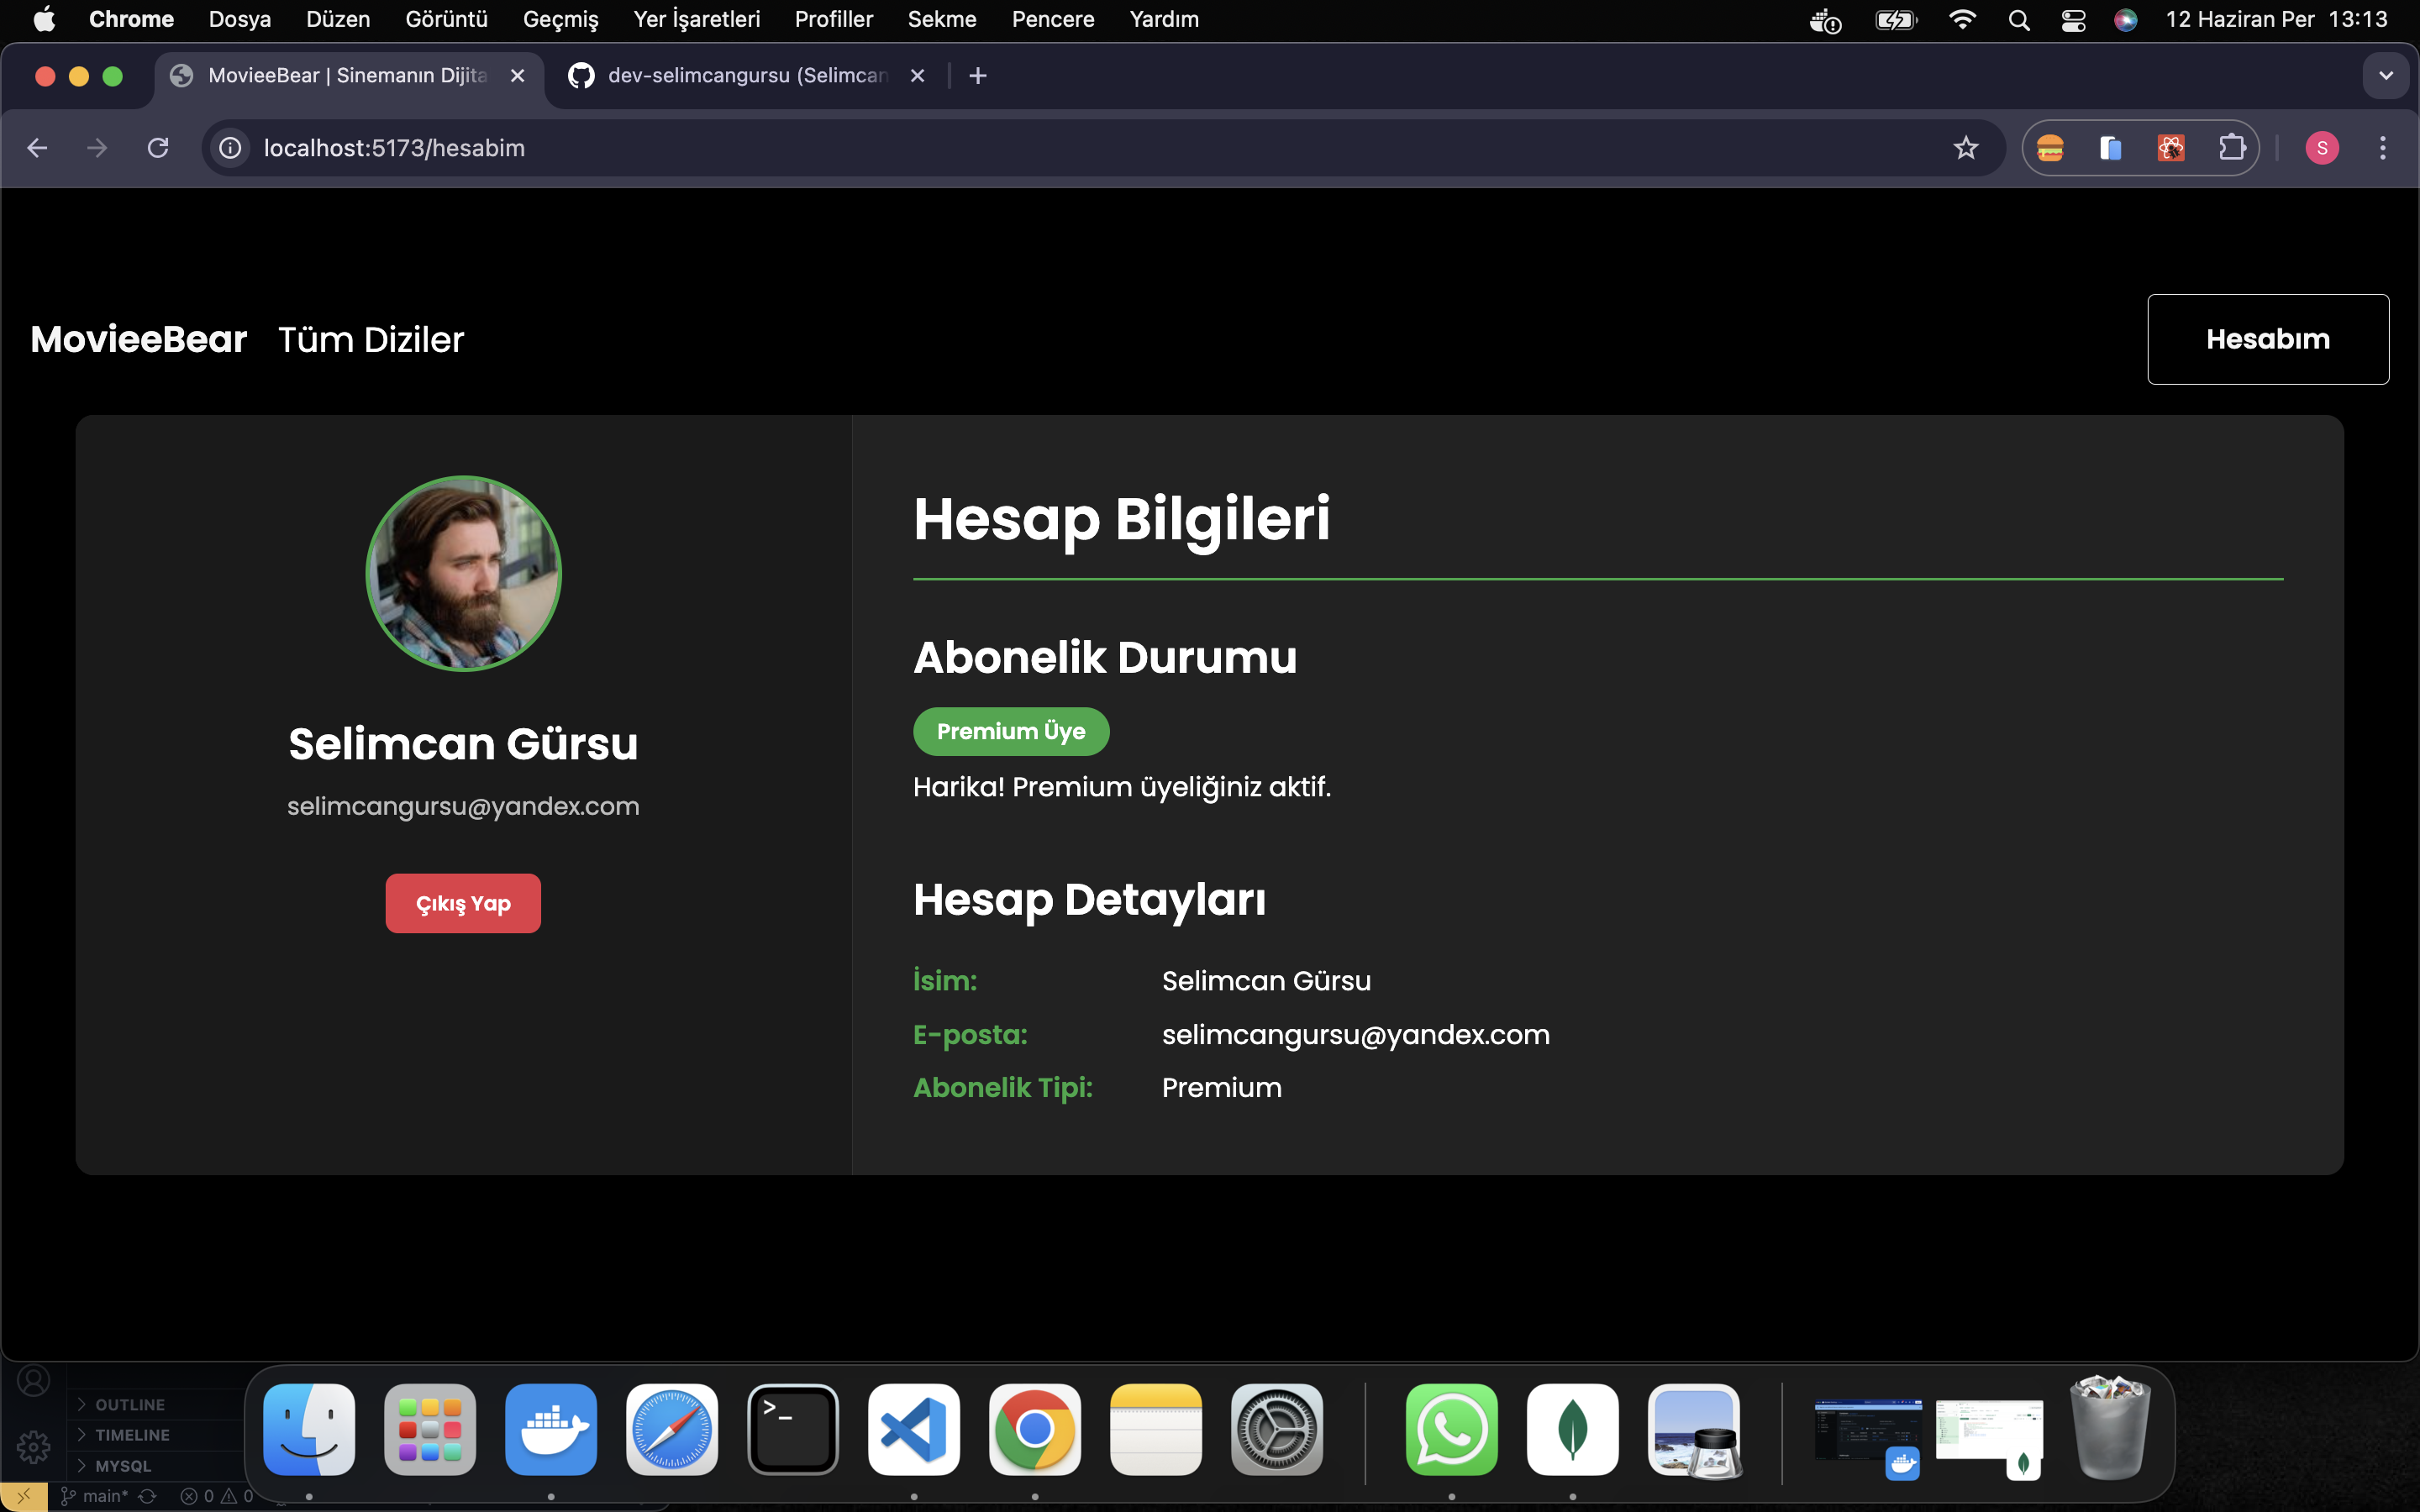 Chrome Dosya Düzen Görüntü Geçmiş Yer İşaretleri Profiller Sekme Pencere Yardım 12 Haziran Per 13:13
MovieeBear | Sinemanın Dijita dev-selimcangursu (Selimcan
localhost:5173/hesabim S
MovieeBear Tüm Diziler Hesabım
Selimcan Gürsu
selimcangursu@yandex.com
Çıkış Yap
Hesap Bilgileri
Abonelik Durumu
Premium Üye
Harika! Premium üyeliğiniz aktif.
Hesap Detayları
İsim: Selimcan Gürsu
E-posta: selimcangursu@yandex.com
Abonelik Tipi: Premium
OUTLINE
TIMELINE
MYSQL
main* 0 0